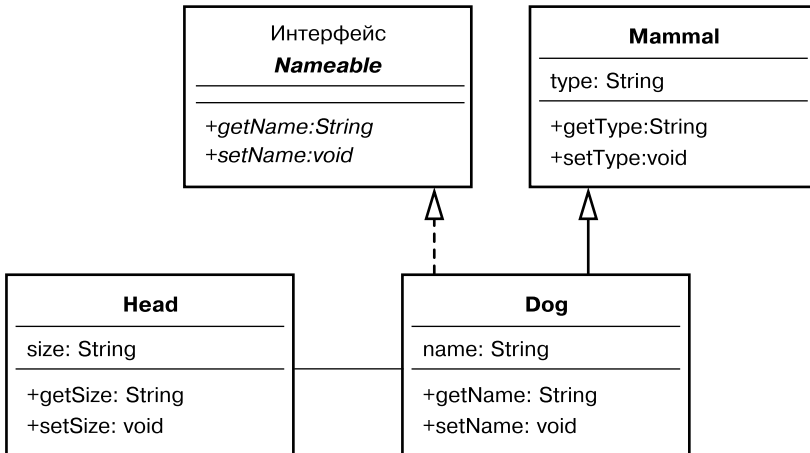 Интерфейс
Nameable
+getName:String
+setName:void
Mammal
type: String
+getType:String
+setType:void
Head
size: String
+getSize: String
+setSize: void
Dog
name: String
+getName: String
+setName: void